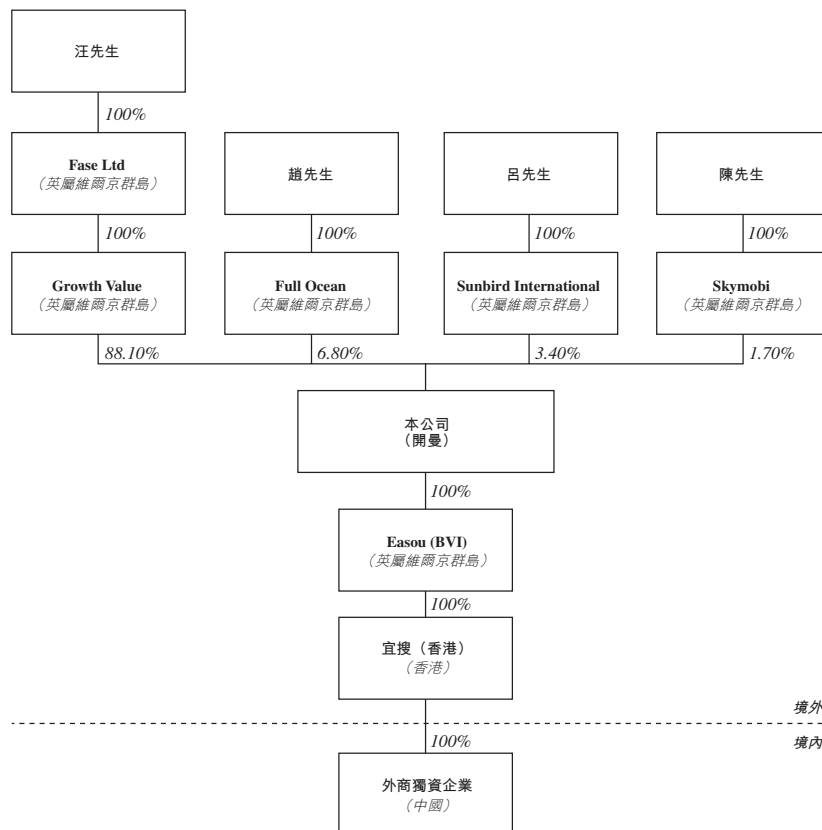 汪先生
100%
Fase Ltd
（英屬維爾京群島）
趙先生
呂先生
陳先生
100%
100%
100%
100%
Growth Value
（英屬維爾京群島）
Full Ocean
（英屬維爾京群島）
Sunbird International
（英屬維爾京群島）
Skymobi
（英屬維爾京群島）
88.10%
6.80%
3.40%
1.70%
本公司
（開曼）
100%
Easou (BVI)
（英屬維爾京群島）
100%
宜搜（香港）
（香港）
境外
100%
境內
外商獨資企業
（中國）